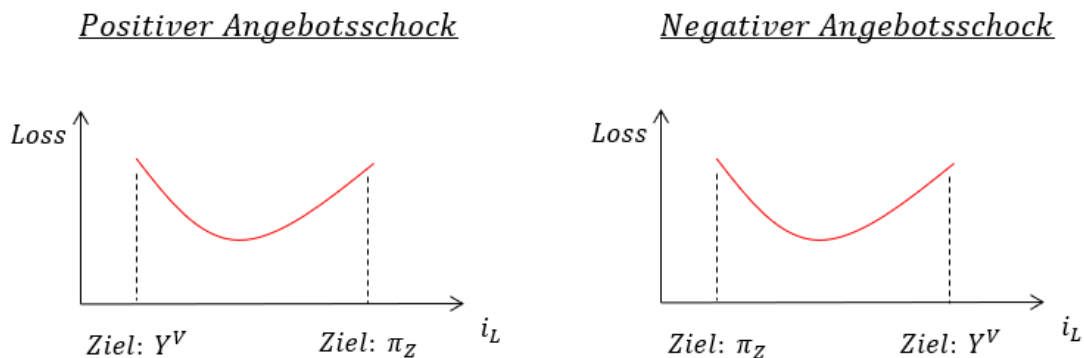 Positiver Angebotsschock
Negativer Angebotsschock
Loss
Loss
i_L
i_L
Ziel: Y^V
Ziel: π_Z
Ziel: π_Z
Ziel: Y^V